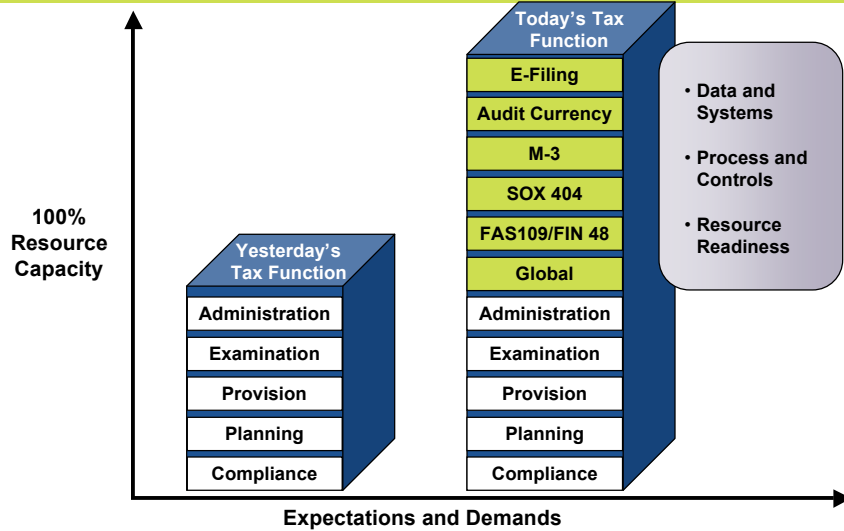 100%
Resource
Capacity
Yesterday's
Tax Function
Administration
Examination
Provision
Planning
Compliance
Today's Tax
Function
E-Filing
Audit Currency
M-3
SOX 404
FAS109/FIN 48
Global
Administration
Examination
Provision
Planning
Compliance
• Data and
Systems
• Process and
Controls
• Resource
Readiness
Expectations and Demands